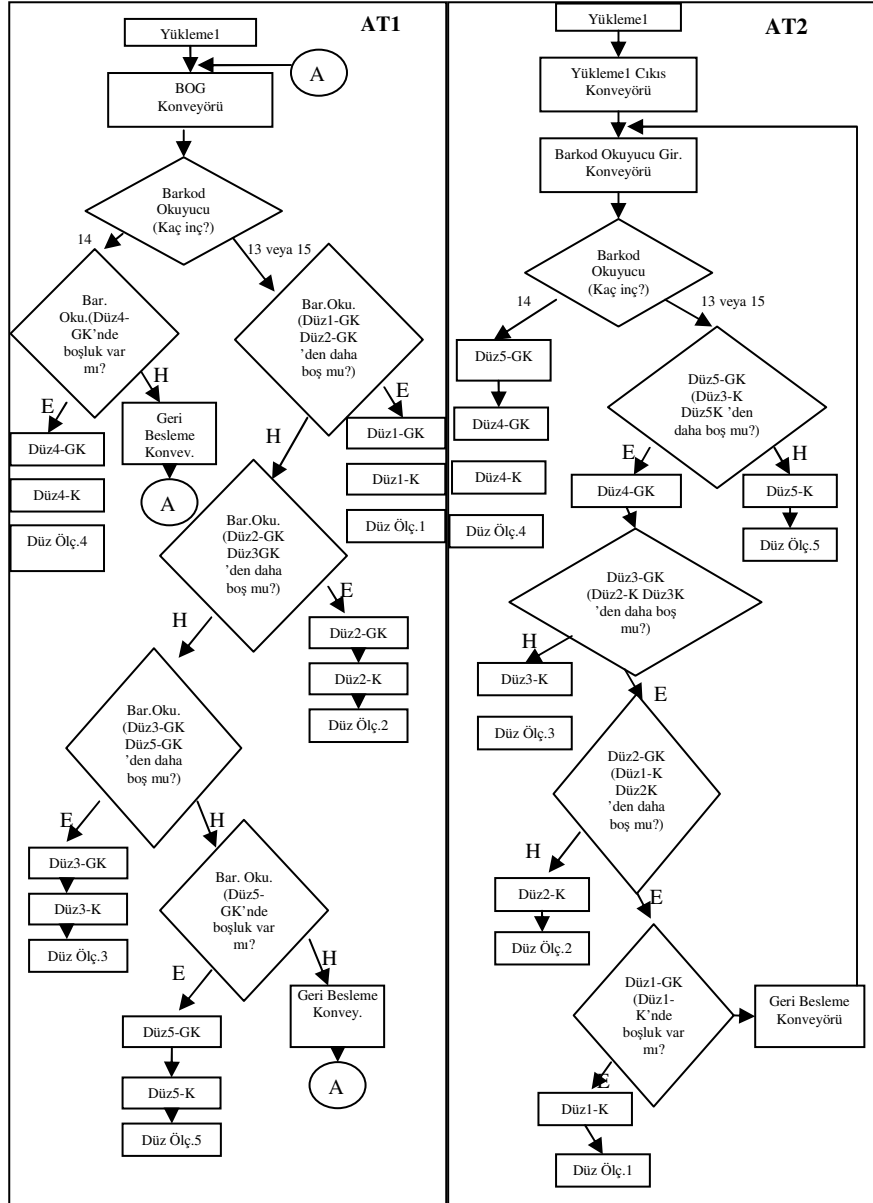 AT1
Yükleme1
A
BOG
Konveyörü
Barkod
Okuyucu
(Kaç inç?)
14
13 veya 15
Bar.
Oku.(Düz4-
GK'nde
boşluk var
mı?
Bar.Oku.
(Düz1-GK
Düz2-GK
'den daha
boş mu?)
E
H
Düz4-GK
Düz4-K
Düz Ölç.4
Geri
Besleme
Konvev.
A
H
E
Düz1-GK
Düz1-K
Düz Ölç.1
Bar.Oku.
(Düz2-GK
Düz3GK
'den daha
boş mu?)
H
E
Düz2-GK
Düz2-K
Düz Ölç.2
Bar.Oku.
(Düz3-GK
Düz5-GK
'den daha
boş mu?)
E
H
Düz3-GK
Düz3-K
Düz Ölç.3
Bar. Oku.
(Düz5-
GK'nde
boşluk var
mı?
E
H
Düz5-GK
Düz5-K
Düz Ölç.5
Geri Besleme
Konvey.
A
AT2
Yükleme1
Yükleme1 Cıkıs
Konveyörü
Barkod Okuyucu Gir.
Konveyörü
Barkod
Okuyucu
(Kaç inç?)
14
13 veya 15
Düz5-GK
Düz4-GK
Düz4-K
Düz Ölç.4
Düz5-GK
(Düz3-K
Düz5K 'den
daha boş mu?)
E
H
Düz4-GK
Düz5-K
Düz Ölç.5
Düz3-GK
(Düz2-K Düz3K
'den daha boş
mu?)
H
E
Düz3-K
Düz Ölç.3
Düz2-GK
(Düz1-K
Düz2K
'den daha
boş mu?)
H
E
Düz2-K
Düz Ölç.2
Düz1-GK
(Düz1-
K'nde
boşluk var
mı?
Geri Besleme
Konveyörü
E
Düz1-K
Düz Ölç.1